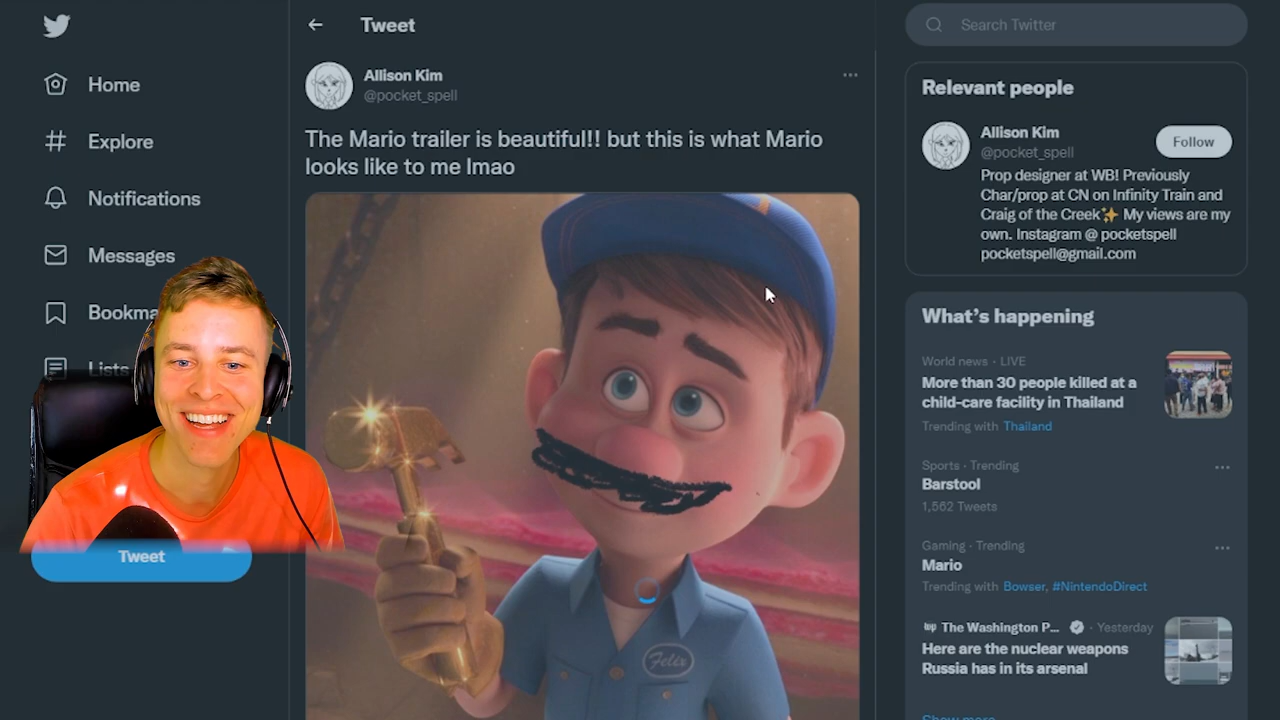 Home
Explore
Notifications
Messages
Bookma
Lists
Tweet
Tweet
Allison Kim
@pocket_spell
The Mario trailer is beautiful!! but this is what Mario
looks like to me lmao
Felix
Search Twitter
Relevant people
Allison Kim
@pocket_spell
Follow
Prop designer at WB! Previously
Char/prop at CN on Infinity Train and
Craig of the Creek✨ My views are my
own. Instagram @ pocketspell
pocketspell@gmail.com
What's happening
World news · LIVE
More than 30 people killed at a
child-care facility in Thailand
Trending with Thailand
Sports · Trending
Barstool
1,562 Tweets
Gaming · Trending
Mario
Trending with Bowser, #NintendoDirect
wp The Washington P... · Yesterday
Here are the nuclear weapons
Russia has in its arsenal
Show more